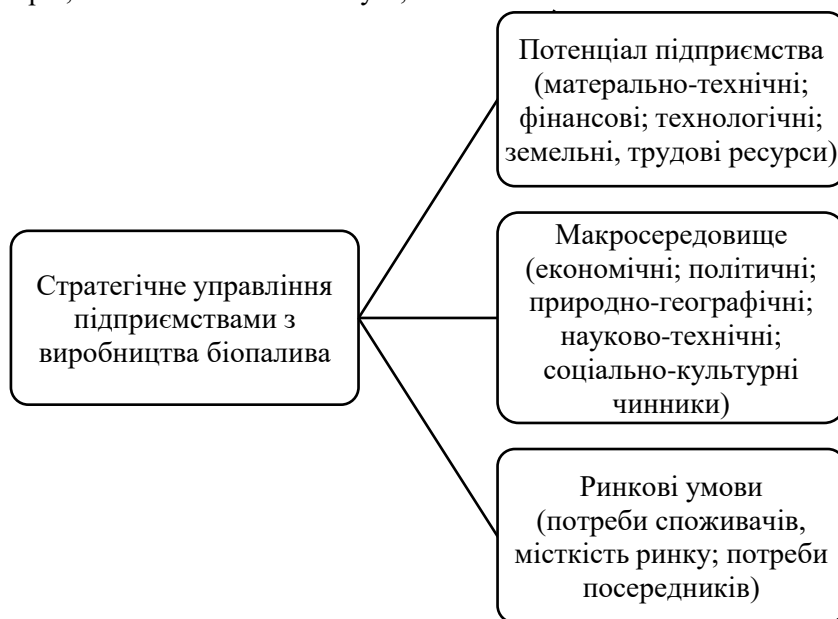 Потенціал підприємства
(матерально-технічні;
фінансові; технологічні;
земельні, трудові ресурси)
Стратегічне управління
підприємствами з
виробництва біопалива
Макросередовище
(економічні; політичні;
природно-географічні;
науково-технічні;
соціально-культурні
чинники)
Ринкові умови
(потреби споживачів,
місткість ринку; потреби
посередників)